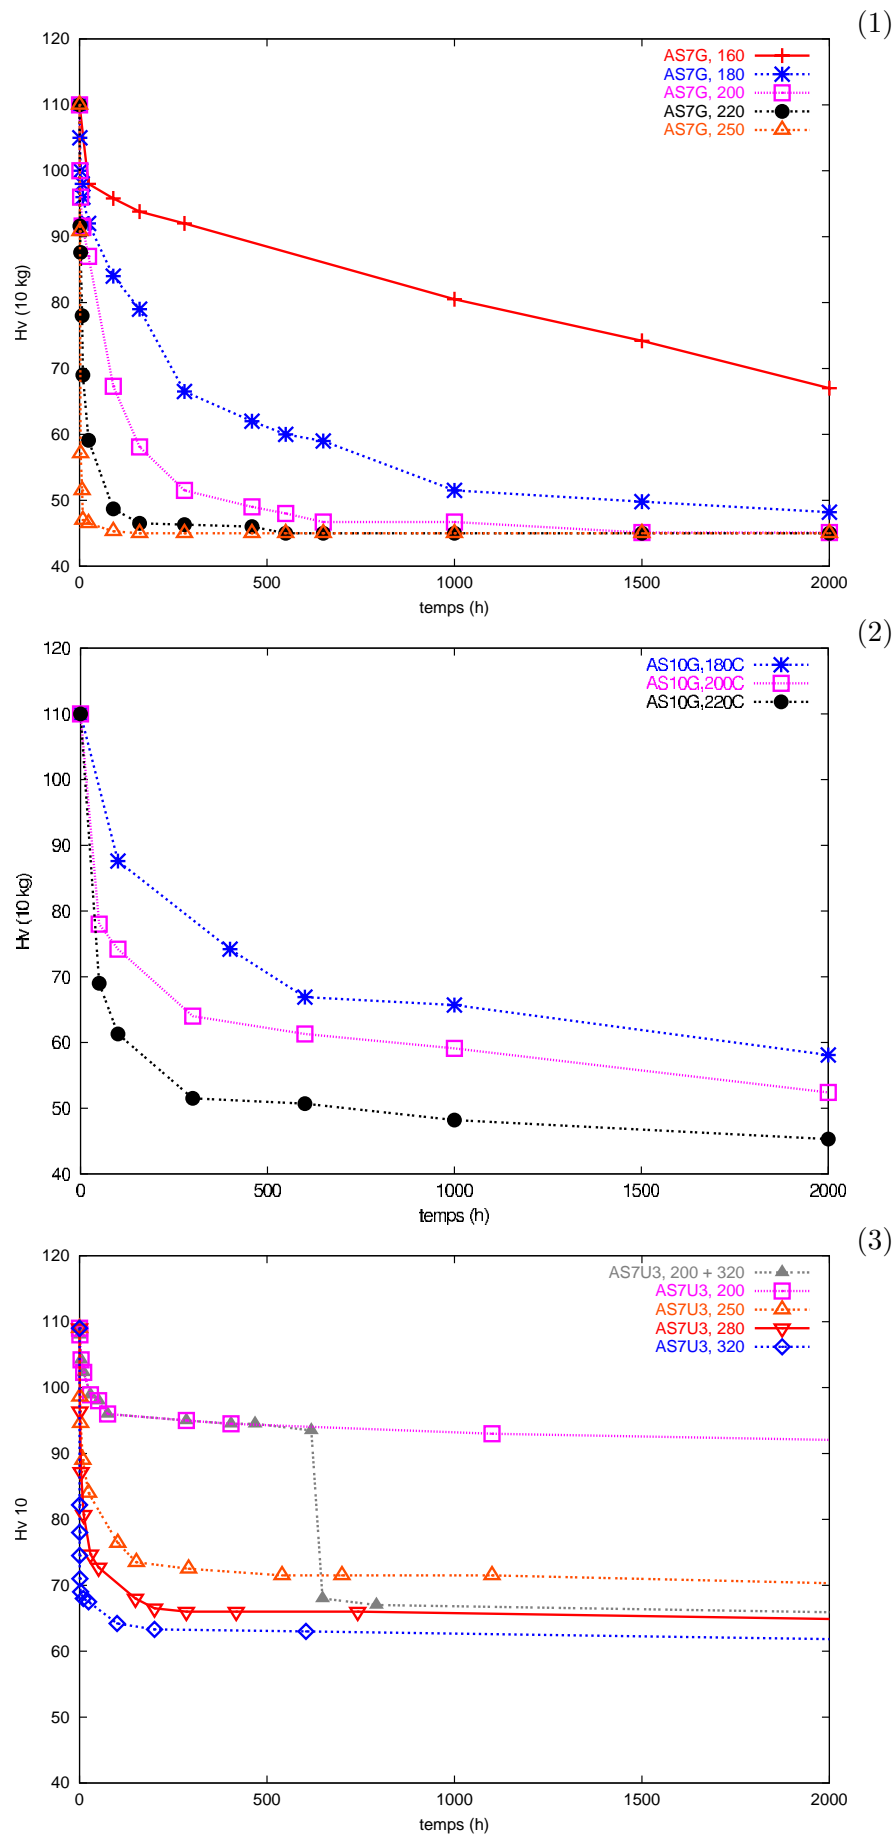 (1)
120
110
100
90
80
70
60
50
40
Hv (10 kg)
AS7G, 160
AS7G, 180
AS7G, 200
AS7G, 220
AS7G, 250
0
500
1000
1500
2000
temps (h)
(2)
120
110
100
90
80
70
60
50
40
Hv (10 kg)
AS10G,180C
AS10G,200C
AS10G,220C
0
500
1000
1500
2000
temps (h)
(3)
120
110
100
90
80
70
60
50
40
Hv 10
AS7U3, 200 + 320
AS7U3, 200
AS7U3, 250
AS7U3, 280
AS7U3, 320
0
500
1000
1500
2000
temps (h)